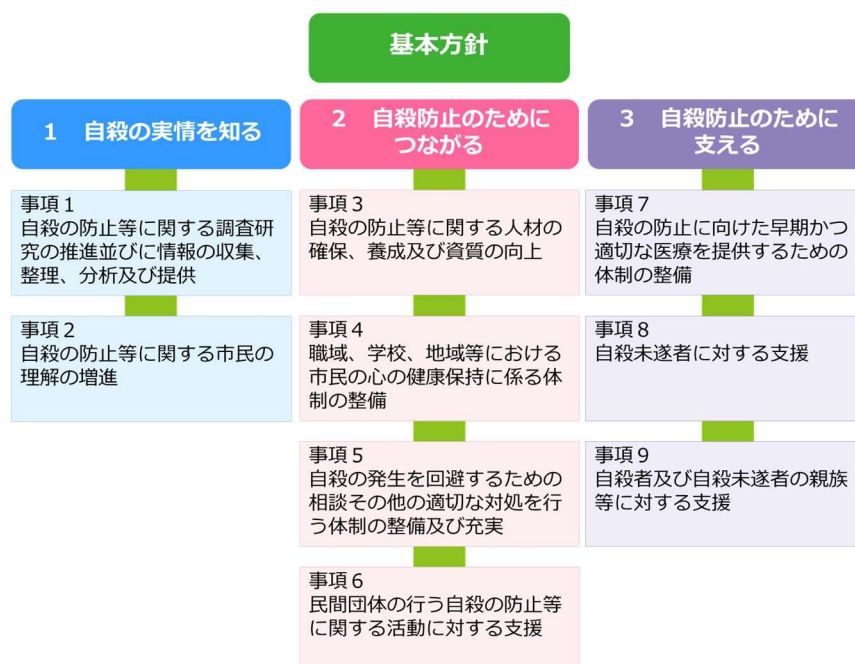 基本方針
1　自殺の実情を知る
事項１
自殺の防止等に関する調査研
究の推進並びに情報の収集、
整理、分析及び提供
事項２
自殺の防止等に関する市民の
理解の増進
2　自殺防止のために
つながる
事項３
自殺の防止等に関する人材の
確保、養成及び資質の向上
事項４
職域、学校、地域等における
市民の心の健康保持に係る体
制の整備
事項５
自殺の発生を回避するための
相談その他の適切な対処を行
う体制の整備及び充実
事項６
民間団体の行う自殺の防止等
に関する活動に対する支援
3　自殺防止のために
支える
事項７
自殺の防止に向けた早期かつ
適切な医療を提供するための
体制の整備
事項８
自殺未遂者に対する支援
事項９
自殺者及び自殺未遂者の親族
等に対する支援